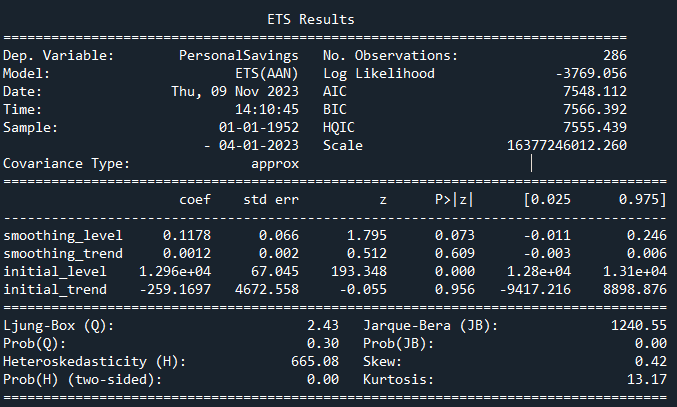 ETS Results
==============================================================================
Dep. Variable: PersonalSavings No. Observations: 286
Model: ETS(AAN) Log Likelihood -3769.056
Date: Thu, 09 Nov 2023 AIC 7548.112
Time: 14:10:45 BIC 7566.392
Sample: 01-01-1952 HQIC 7555.439
- 04-01-2023 Scale 16377246012.260
Covariance Type: approx
===================================================================================
coef std err z P>|z| [0.025 0.975]
-----------------------------------------------------------------------------------
smoothing_level 0.1178 0.066 1.795 0.073 -0.011 0.246
smoothing_trend 0.0012 0.002 0.512 0.609 -0.003 0.006
initial_level 1.296e+04 67.045 193.348 0.000 1.28e+04 1.31e+04
initial_trend -259.1697 4672.558 -0.055 0.956 -9417.216 8898.876
===================================================================================
Ljung-Box (Q): 2.43 Jarque-Bera (JB): 1240.55
Prob(Q): 0.30 Prob(JB): 0.00
Heteroskedasticity (H): 665.08 Skew: 0.42
Prob(H) (two-sided): 0.00 Kurtosis: 13.17
===================================================================================